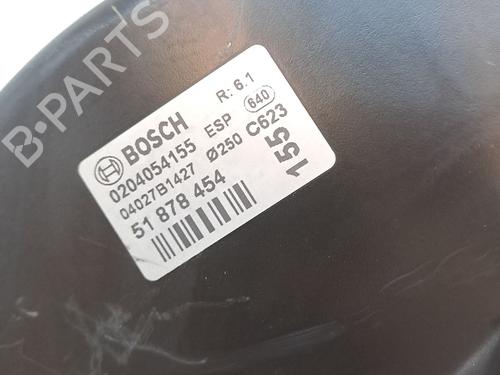 B-PARTS
BOSCH
R: 6.1
0204054155 ESP 640
04027B1427 Ø250 C623
51 878 454
155